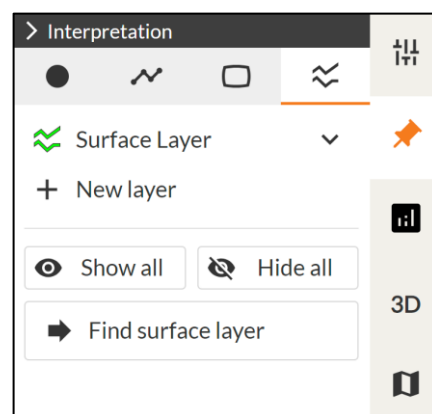 Interpretation
Surface Layer
New layer
Show all
Hide all
Find surface layer
3D